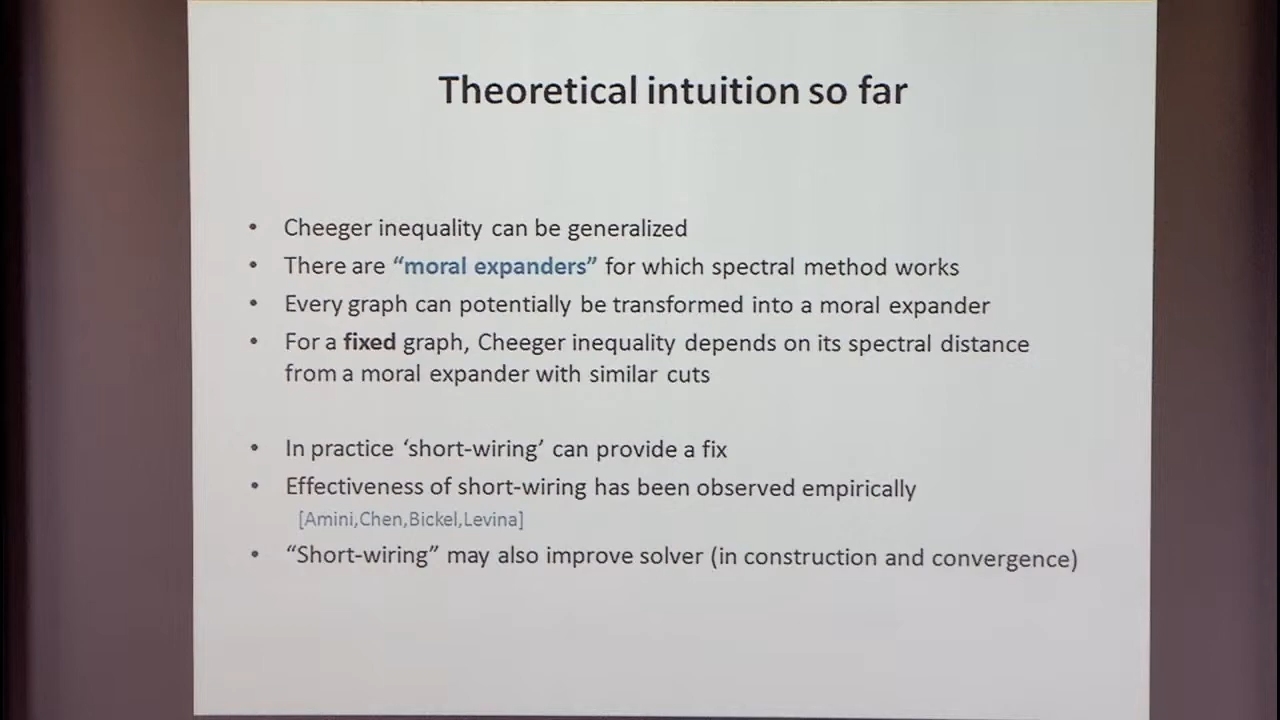 Theoretical intuition so far
• Cheeger inequality can be generalized
• There are “moral expanders” for which spectral method works
• Every graph can potentially be transformed into a moral expander
• For a fixed graph, Cheeger inequality depends on its spectral distance
from a moral expander with similar cuts
• In practice ‘short-wiring’ can provide a fix
• Effectiveness of short-wiring has been observed empirically
[Amini,Chen,Bickel,Levina]
• “Short-wiring” may also improve solver (in construction and convergence)